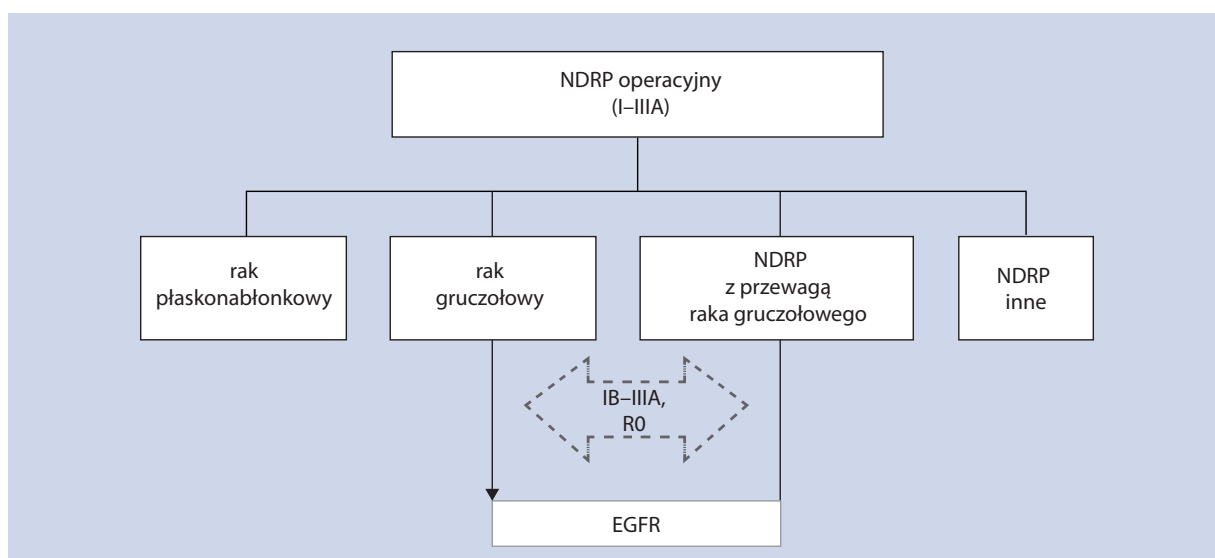 NDRP operacyjny
(I–IIIA)
rak
płaskonabłonkowy
rak
gruczołowy
NDRP
z przewagą
raka gruczołowego
NDRP
inne
IB–IIIA,
R0
EGFR